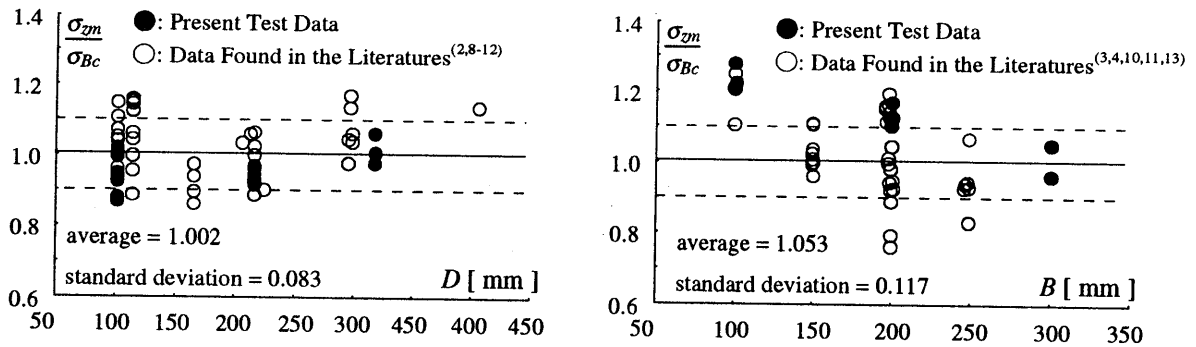 1.4
σzm
σBc
●: Present Test Data
○: Data Found in the Literatures(2,8-12)
1.2
1.0
0.8
average = 1.002
standard deviation = 0.083
D [ mm ]
0.6
50 100 150 200 250 300 350 400 450
1.4
σzm
σBc
●: Present Test Data
○: Data Found in the Literatures(3,4,10,11,13)
1.2
1.0
0.8
average = 1.053
standard deviation = 0.117
B [ mm ]
0.6
50 100 150 200 250 300 350